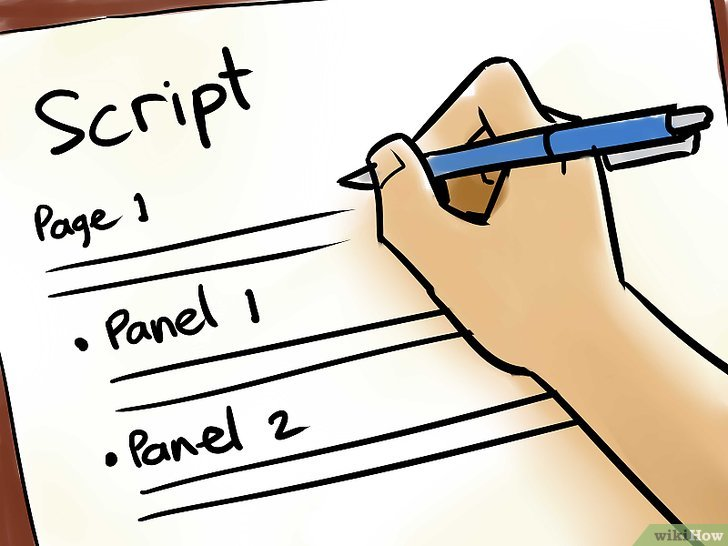 Script
Page 1
• Panel 1
• Panel 2
wikiHow